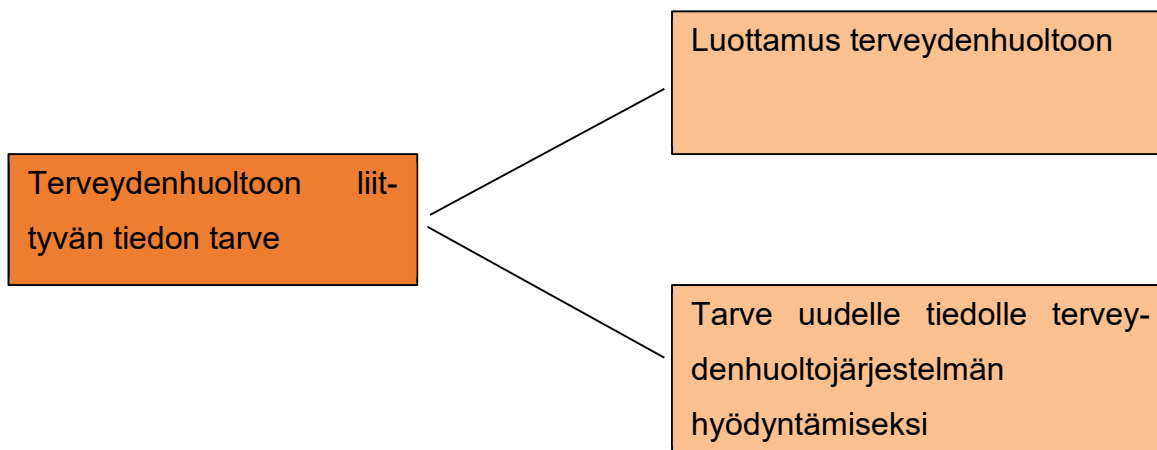 Luottamus terveydenhuoltoon
Terveydenhuoltoon liit-
tyvän tiedon tarve
Tarve uudelle tiedolle tervey-
denhuoltojärjestelmän
hyödyntämiseksi